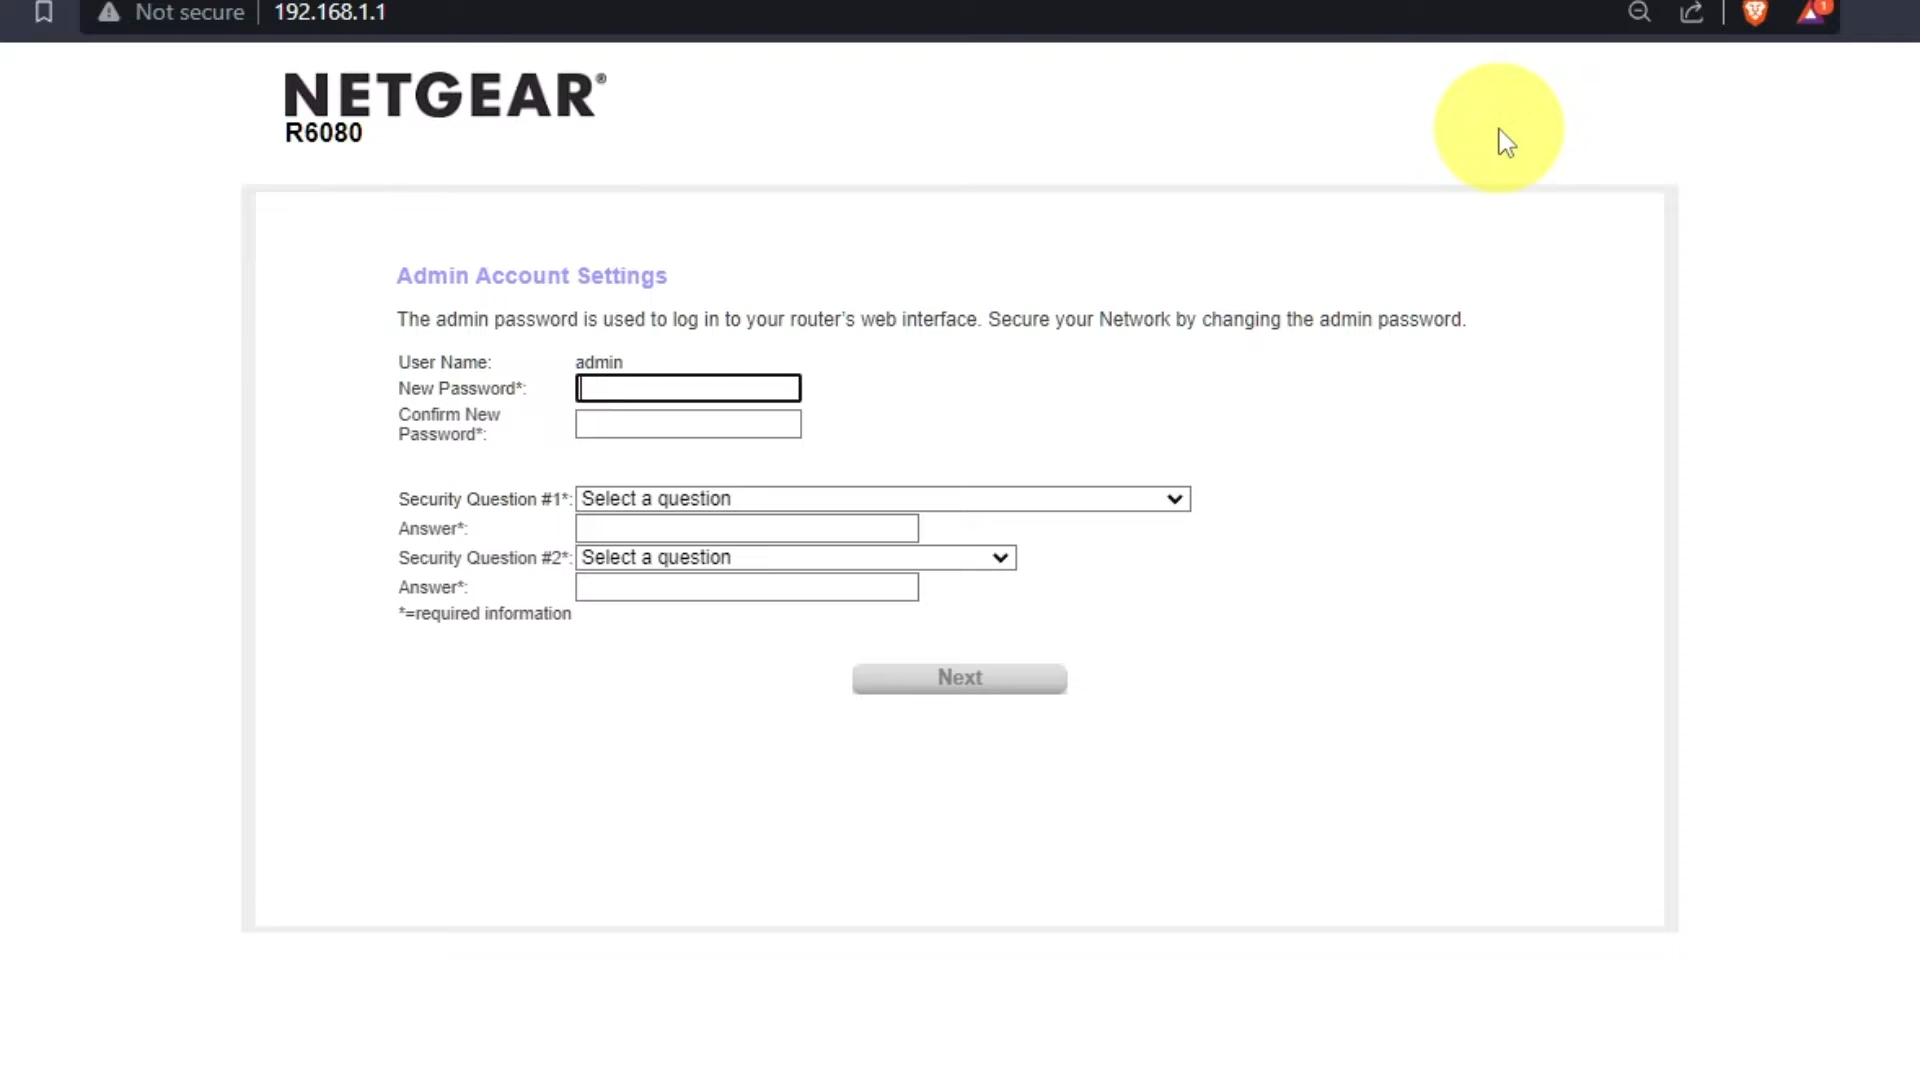 Not secure 192.168.1.1
1
NETGEAR®
R6080
Admin Account Settings
The admin password is used to log in to your router's web interface. Secure your Network by changing the admin password.
User Name: admin
New Password*:
Confirm New
Password*:
Security Question #1*: Select a question
Answer*:
Security Question #2*: Select a question
Answer*:
*=required information
Next